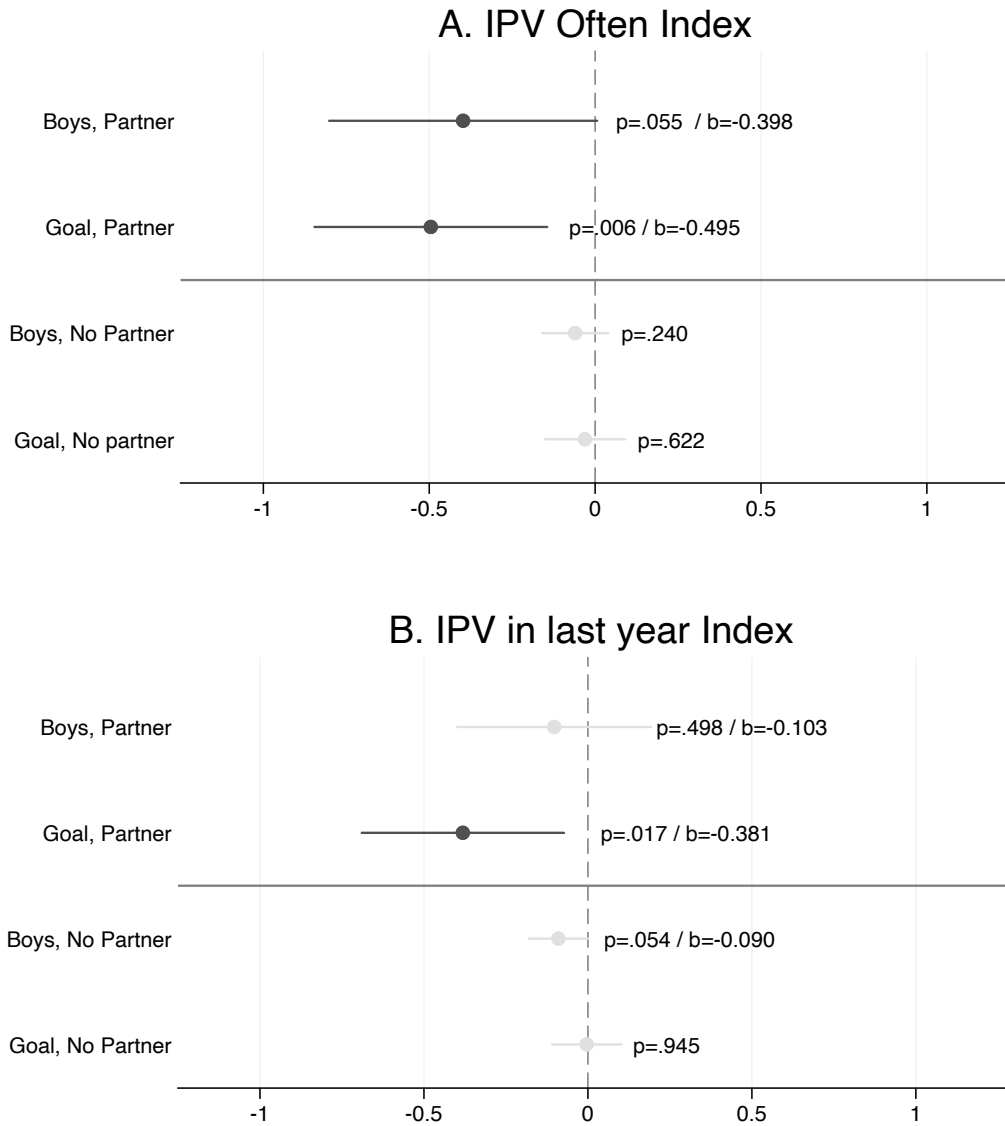 A. IPV Often Index
Boys, Partner
p=.055 / b=-0.398
Goal, Partner
p=.006 / b=-0.495
Boys, No Partner
p=.240
Goal, No partner
p=.622
-1
-0.5
0
0.5
1
B. IPV in last year Index
Boys, Partner
p=.498 / b=-0.103
Goal, Partner
p=.017 / b=-0.381
Boys, No Partner
p=.054 / b=-0.090
Goal, No Partner
p=.945
-1
-0.5
0
0.5
1